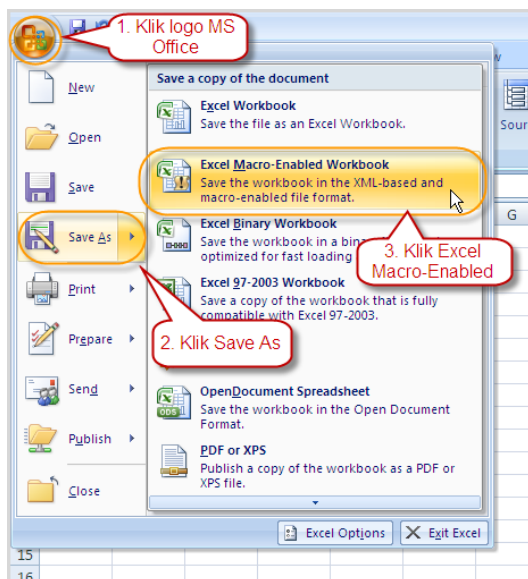 1. Klik logo MS
Office
New
Open
Save
Save As
Print
Prepare
Send
Publish
Close
Save a copy of the document
Excel Workbook
Save the file as an Excel Workbook.
Excel Macro-Enabled Workbook
Save the workbook in the XML-based and
macro-enabled file format.
Excel Binary Workbook
Save the workbook in a
optimized for fast loading
3. Klik Excel
Macro-Enabled
Excel 97-2003 Workbook
Save a copy of the workbook that is fully
compatible with Excel 97-2003.
2. Klik Save As
OpenDocument Spreadsheet
Save the workbook in the Open Document
Format.
PDF or XPS
Publish a copy of the workbook as a PDF or
XPS file.
Excel Options
Exit Excel
G
15
16